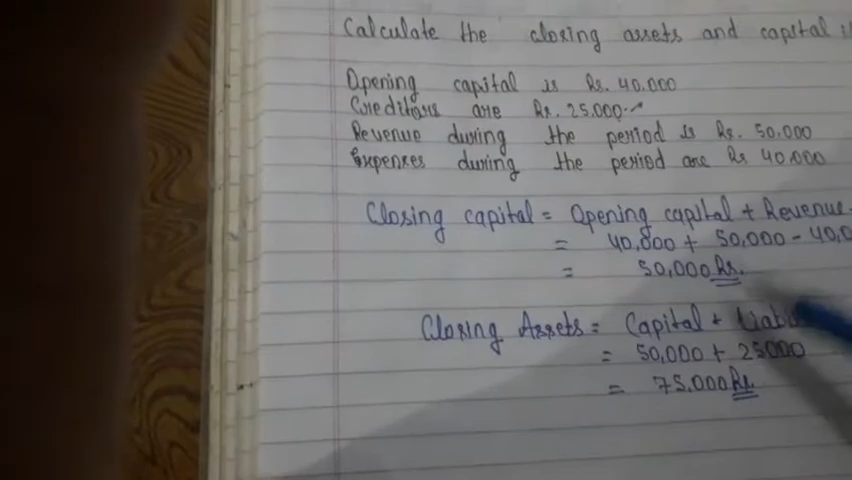 Calculate the closing assets and capital
Opening capital is Rs. 40.000
Creditors are Rs. 25.000
Revenue during the period is Rs. 50.000
Expenses during the period are Rs 40.000
Closing capital = Opening capital + Revenue
= 40,000 + 50,000 - 40,0
= 50,000 Rs.
Closing Assets = Capital +
= 50,000 + 25000
= 75,000 Rs.